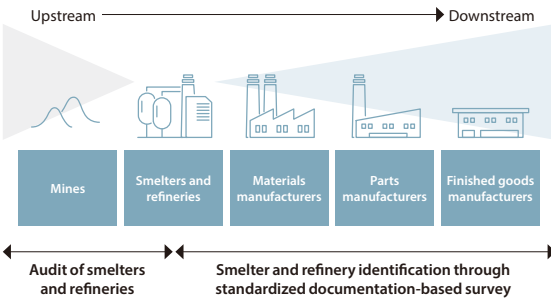 Upstream
Downstream
Mines
Smelters and
refineries
Materials
manufacturers
Parts
manufacturers
Finished goods
manufacturers
Audit of smelters
and refineries
Smelter and refinery identification through
standardized documentation-based survey